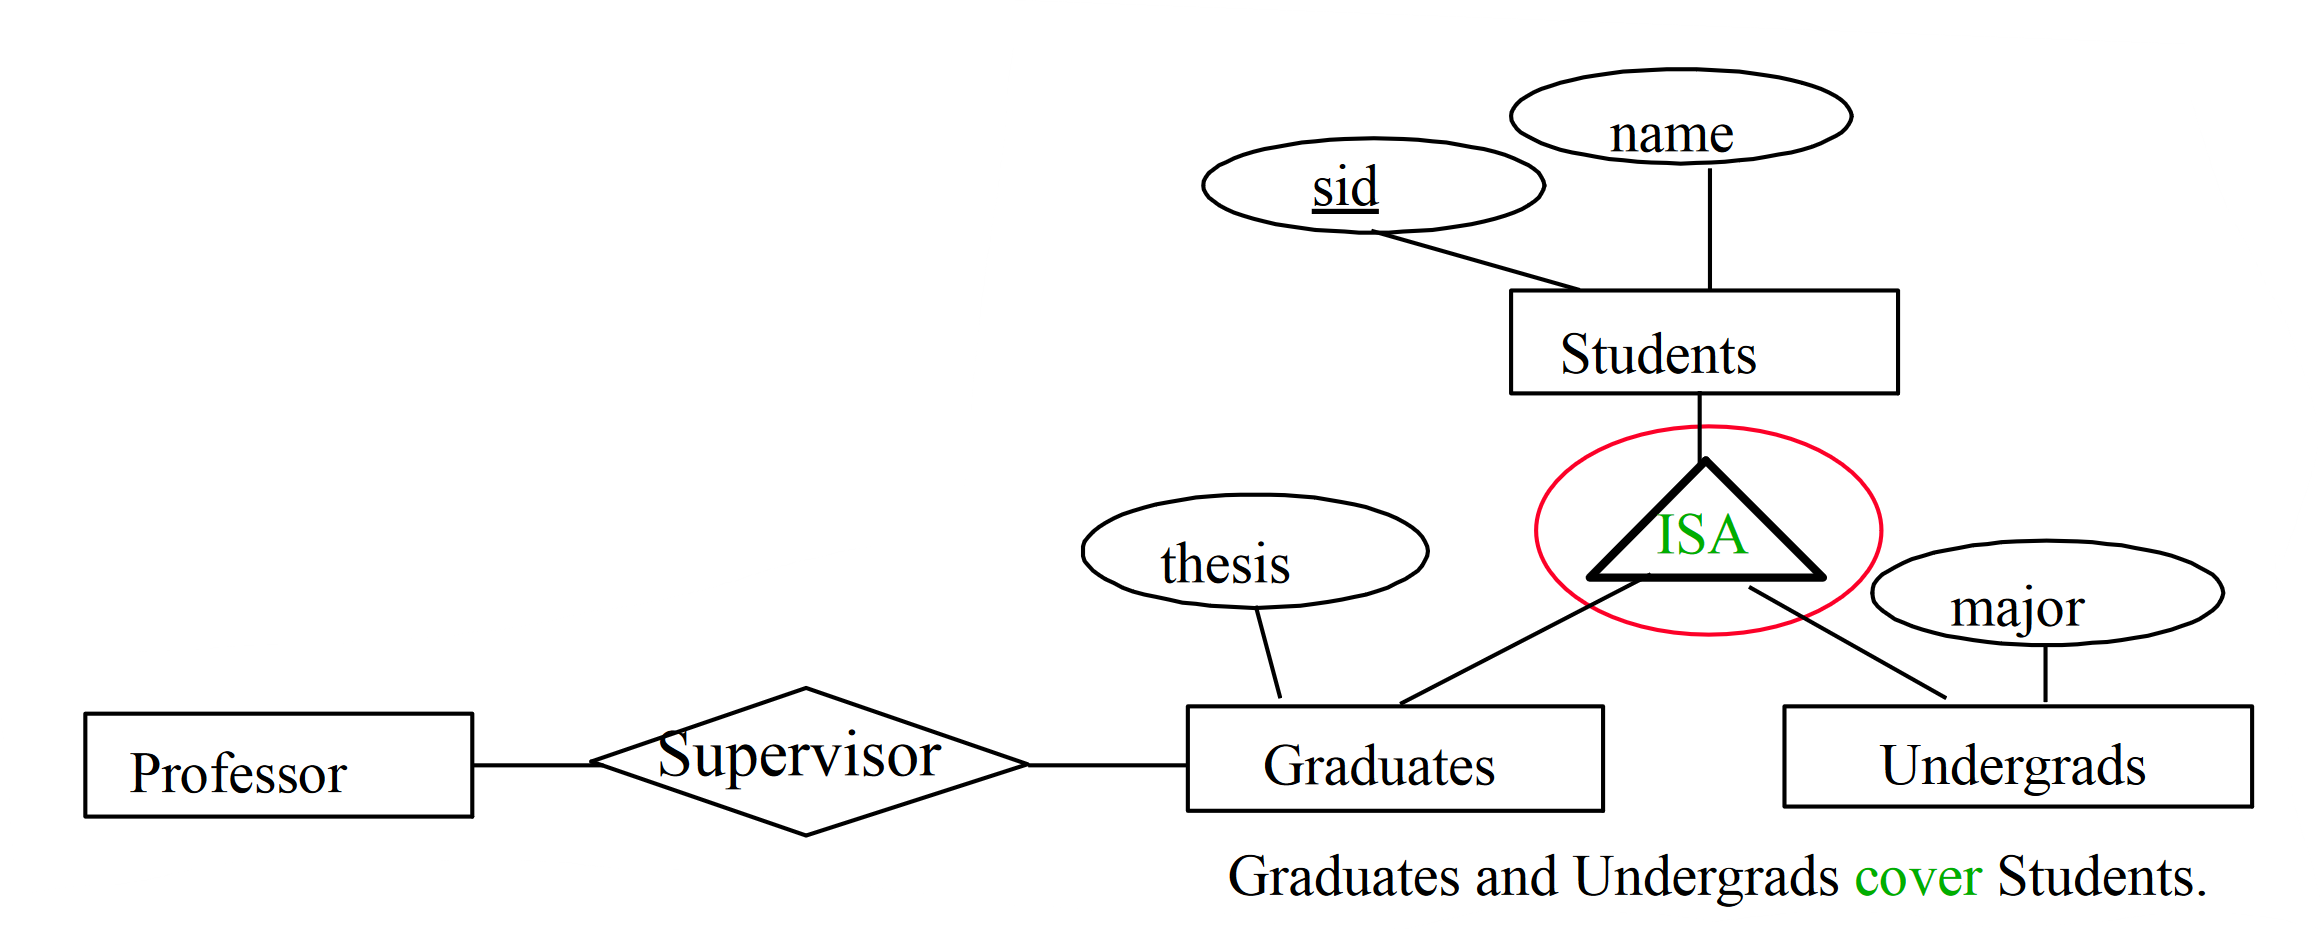 name
sid
Students
ISA
thesis
major
Professor
Supervisor
Graduates
Undergrads
Graduates and Undergrads cover Students.